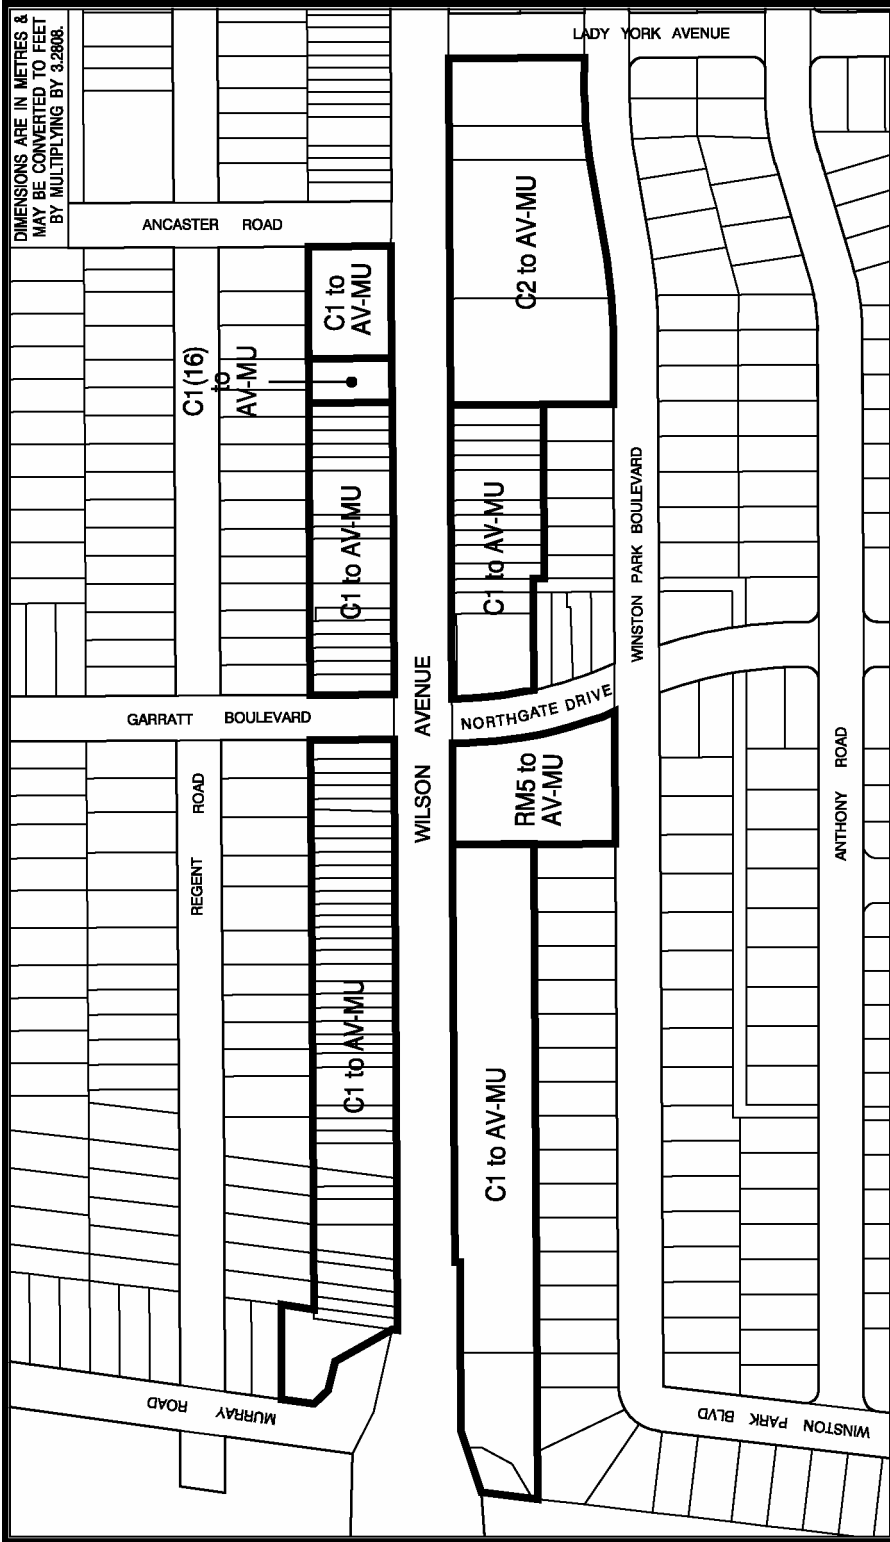 DIMENSIONS ARE IN METRES &
MAY BE CONVERTED TO FEET
BY MULTIPLYING BY 3.2808.
LADY YORK AVENUE
ANCASTER ROAD
C1 to
AV-MU
C2 to AV-MU
C1(16)
to
AV-MU
C1 to AV-MU
C1 to AV-MU
WINSTON PARK BOULEVARD
GARRATT BOULEVARD
WILSON AVENUE
NORTHGATE DRIVE
REGENT ROAD
RM5 to
AV-MU
ANTHONY ROAD
C1 to AV-MU
C1 to AV-MU
MURRAY ROAD
WINSTON PARK BLVD